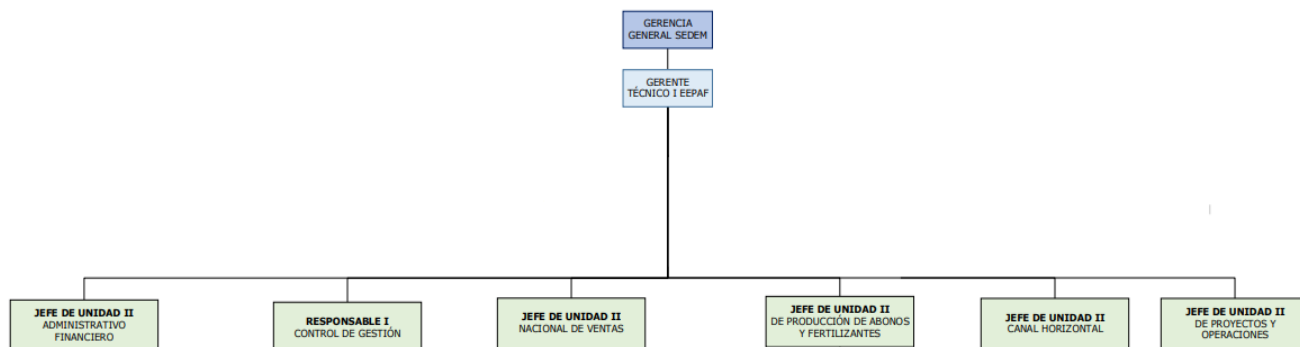 GERENCIA
GENERAL SEDEM
GERENTE
TÉCNICO I EEPAF
JEFE DE UNIDAD II
ADMINISTRATIVO
FINANCIERO
RESPONSABLE I
CONTROL DE GESTIÓN
JEFE DE UNIDAD II
NACIONAL DE VENTAS
JEFE DE UNIDAD II
DE PRODUCCIÓN DE ABONOS
Y FERTILIZANTES
JEFE DE UNIDAD II
CANAL HORIZONTAL
JEFE DE UNIDAD II
DE PROYECTOS Y
OPERACIONES